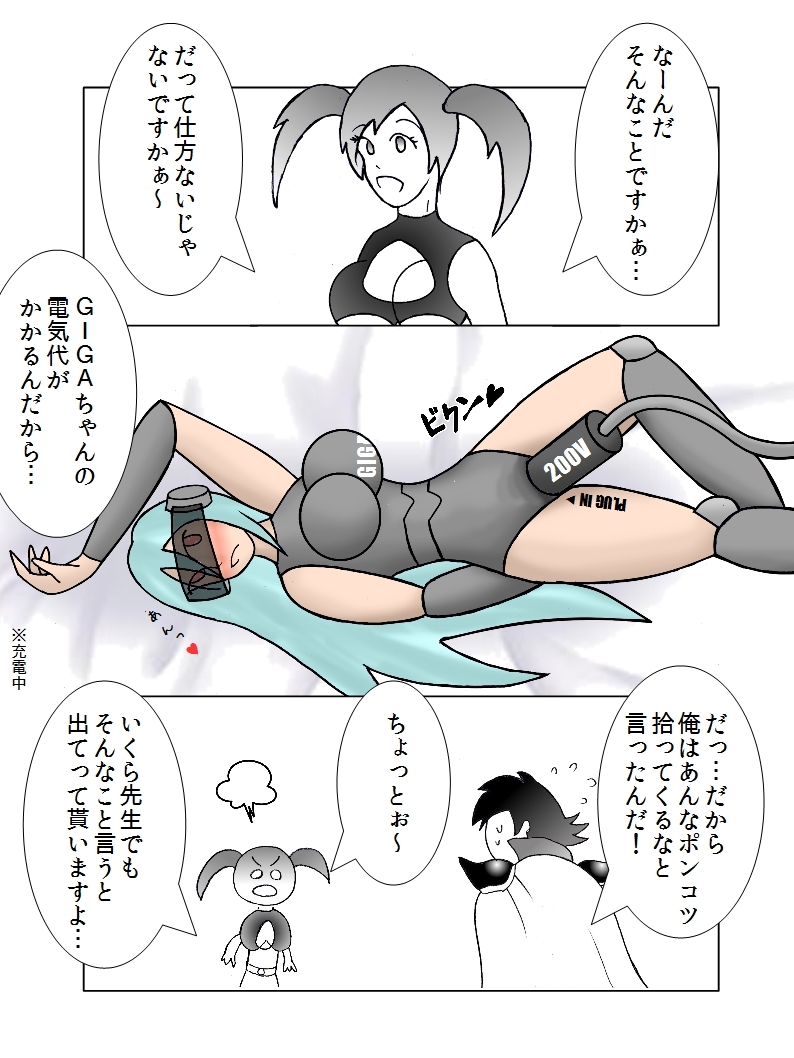 なーんだ
そんなことですかぁ…
だって仕方ないじゃ
ないですかぁ～
ＧＩＧＡちゃんの
電気代が
かかるんだから…
ビクン♥
GIGA
200V
PLUG IN▶
あんっ♥
※充電中
だっ…だから
俺はあんなポンコツ
拾ってくるなと
言ったんだ！
ちょっとぉ～
いくら先生でも
そんなこと言うと
出てって貰いますよ…